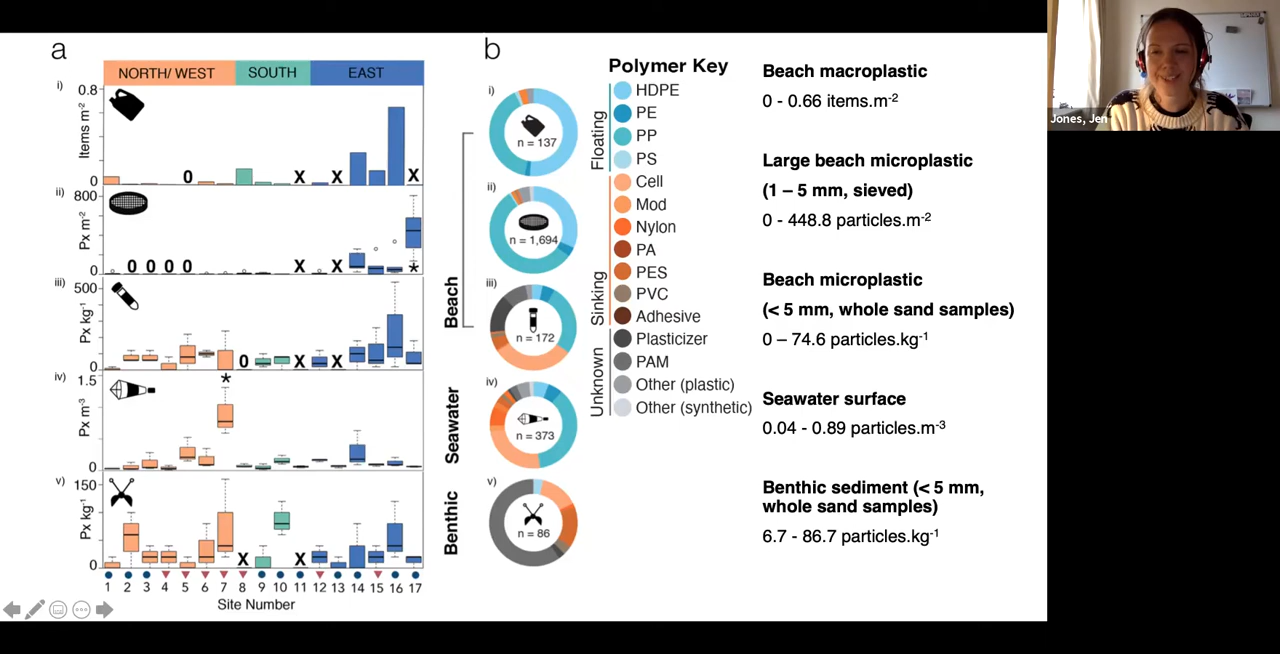 a
NORTH/ WEST
SOUTH
EAST
i)
0.8
Items m-2
0
0
X
X
X
ii)
800
Px m-2
0
0
0
0
0
X
X
*
iii)
500
Px kg-1
0
0
X
X
iv)
1.5
Px m-3
0
*
v)
150
Px kg-1
0
X
X
1 2 3 4 5 6 7 8 9 10 11 12 13 14 15 16 17
Site Number
b
i)
n = 137
ii)
n = 1,694
iii)
n = 172
iv)
n = 373
v)
n = 86
Beach
Seawater
Benthic
Polymer Key
Floating
HDPE
PE
PP
PS
Sinking
Cell
Mod
Nylon
PA
PES
PVC
Adhesive
Unknown
Plasticizer
PAM
Other (plastic)
Other (synthetic)
Beach macroplastic
0 - 0.66 items.m-2
Large beach microplastic
(1 – 5 mm, sieved)
0 - 448.8 particles.m-2
Beach microplastic
(< 5 mm, whole sand samples)
0 – 74.6 particles.kg-1
Seawater surface
0.04 - 0.89 particles.m-3
Benthic sediment (< 5 mm,
whole sand samples)
6.7 - 86.7 particles.kg-1
Jones, Jen